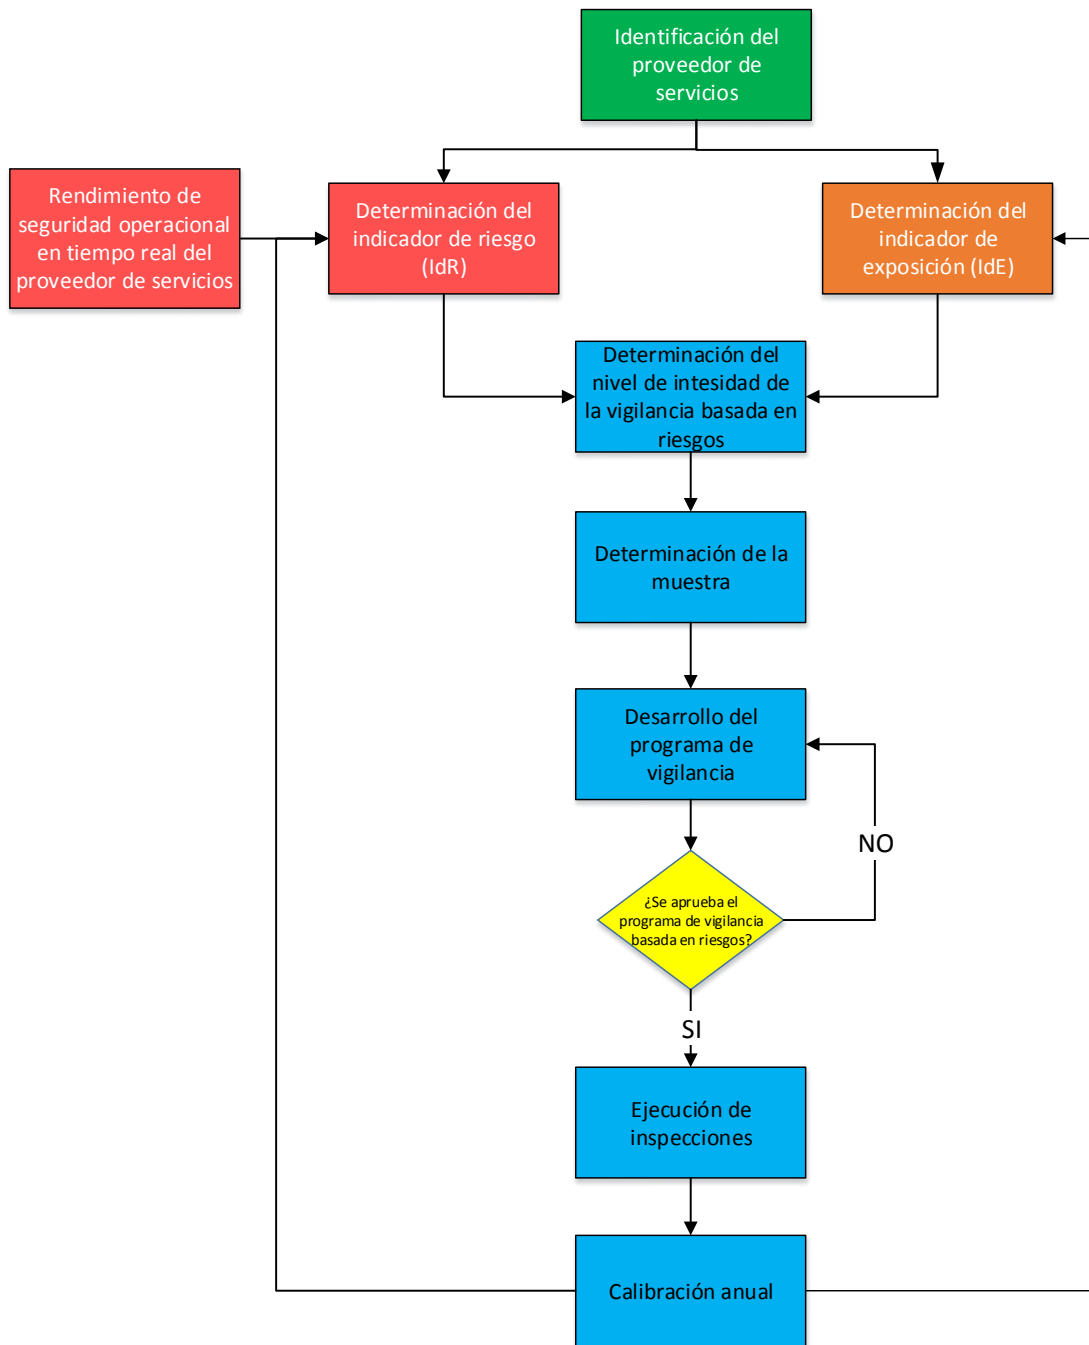 Identificación del
proveedor de
servicios
Rendimiento de
seguridad operacional
en tiempo real del
proveedor de servicios
Determinación del
indicador de riesgo
(IdR)
Determinación del
indicador de
exposición (IdE)
Determinación del
nivel de intesidad de
la vigilancia basada en
riesgos
Determinación de la
muestra
Desarrollo del
programa de
vigilancia
NO
¿Se aprueba el
programa de vigilancia
basada en riesgos?
SI
Ejecución de
inspecciones
Calibración anual